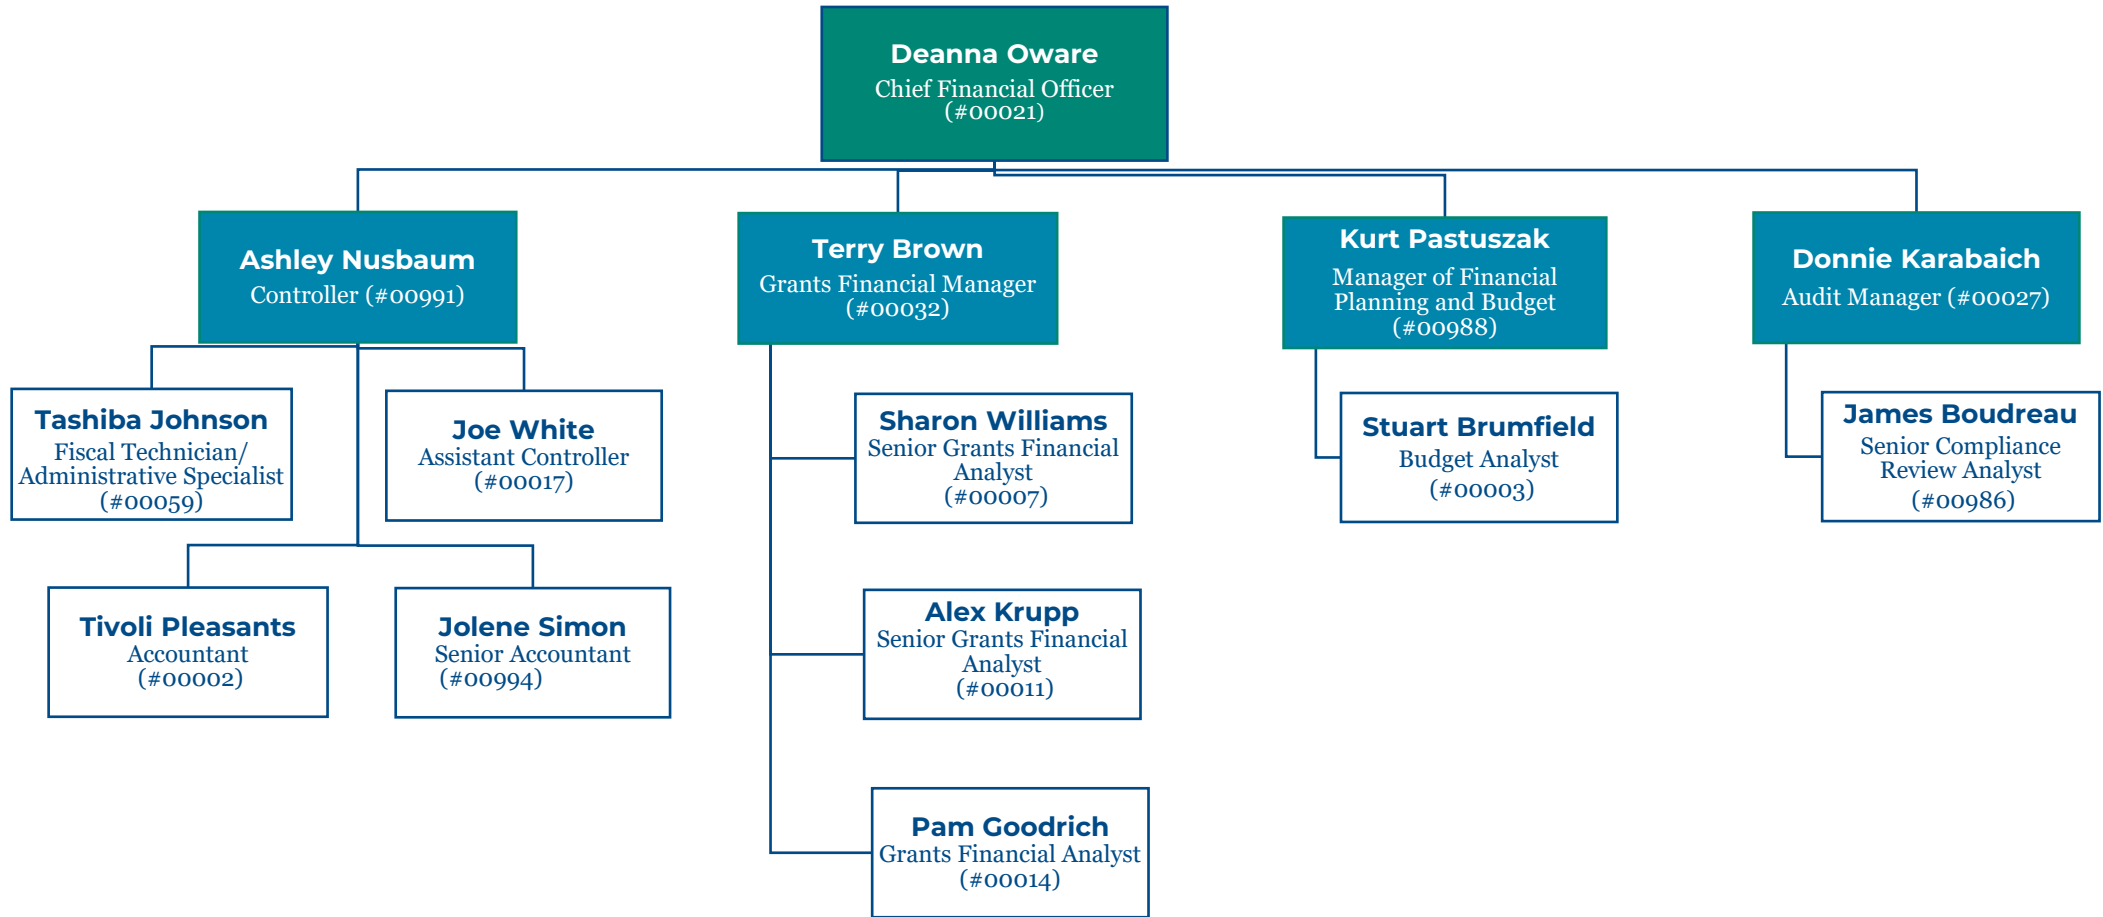 Deanna Oware
Chief Financial Officer
(#00021)
Ashley Nusbaum
Controller (#00991)
Terry Brown
Grants Financial Manager
(#00032)
Kurt Pastuszak
Manager of Financial
Planning and Budget
(#00988)
Donnie Karabaich
Audit Manager (#00027)
Tashiba Johnson
Fiscal Technician/
Administrative Specialist
(#00059)
Joe White
Assistant Controller
(#00017)
Sharon Williams
Senior Grants Financial
Analyst
(#00007)
Stuart Brumfield
Budget Analyst
(#00003)
James Boudreau
Senior Compliance
Review Analyst
(#00986)
Tivoli Pleasants
Accountant
(#00002)
Jolene Simon
Senior Accountant
(#00994)
Alex Krupp
Senior Grants Financial
Analyst
(#00011)
Pam Goodrich
Grants Financial Analyst
(#00014)